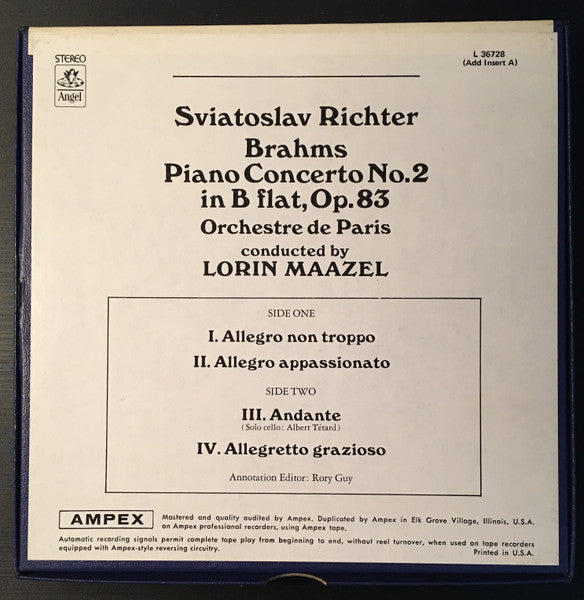 STEREO
Angel
L 36728
(Add Insert A)
Sviatoslav Richter
Brahms
Piano Concerto No.2
in B flat, Op.83
Orchestre de Paris
conducted by
LORIN MAAZEL
SIDE ONE
I. Allegro non troppo
II. Allegro appassionato
SIDE TWO
III. Andante
(Solo cello: Albert Tétard)
IV. Allegretto grazioso
Annotation Editor: Rory Guy
AMPEX
Mastered and quality audited by Ampex. Duplicated by Ampex in Elk Grove Village, Illinois, U.S.A.
on Ampex professional recorders, using Ampex tape.
Automatic recording signals permit complete tape play from beginning to end, without reel turnover, when used on tape recorders
equipped with Ampex-style reversing circuitry.
Printed in U.S.A.